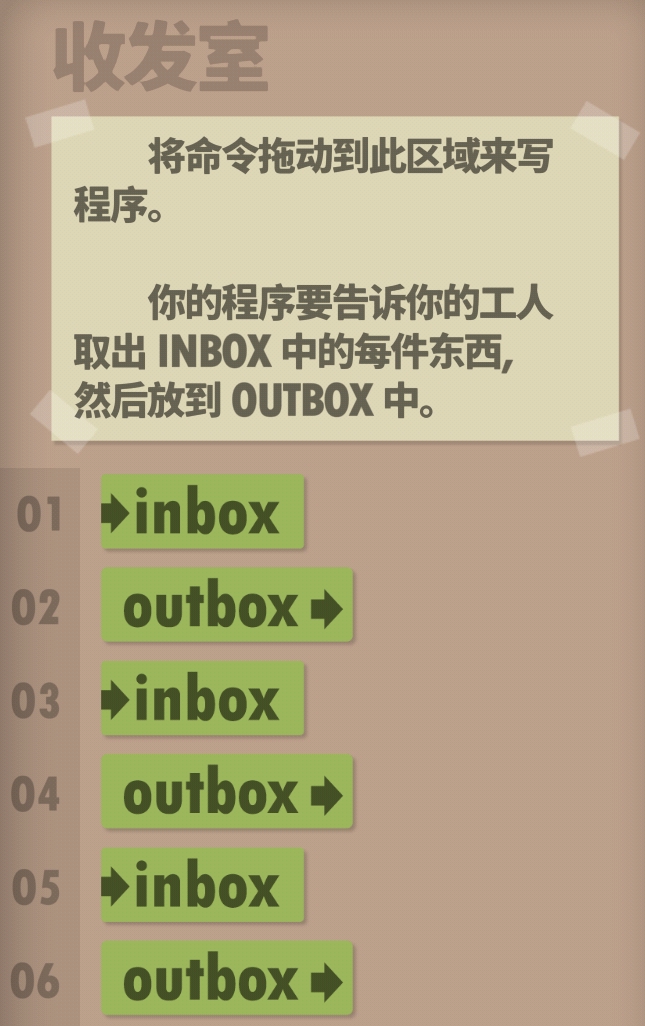 收发室
将命令拖动到此区域来写
程序。
你的程序要告诉你的工人
取出 INBOX 中的每件东西,
然后放到 OUTBOX 中。
01 inbox
02 outbox
03 inbox
04 outbox
05 inbox
06 outbox